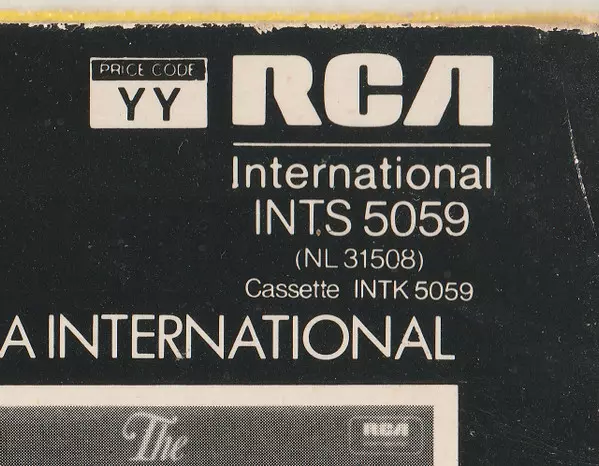 PRICE CODE
YY
RCA
International
INTS 5059
(NL 31508)
Cassette INTK 5059
A INTERNATIONAL
The
RCA